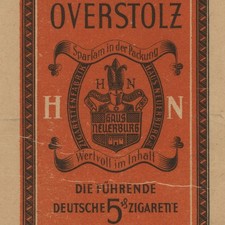 OVERSTOLZ
Sparsam in der Packung
H N
HAUS
NEUERBURG
H N
Wertvoll im Inhalt
DIE FÜHRENDE
DEUTSCHE 5 ZIGARETTE